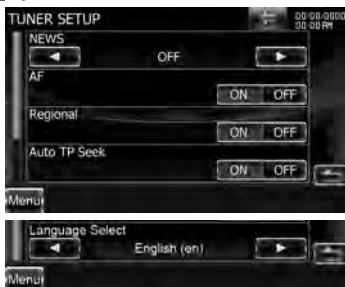 TUNER SETUP
00-00-0000
00:00 PM
NEWS
OFF
AF
ON OFF
Regional
ON OFF
Auto TP Seek
ON OFF
Menu
Language Select
English (en)
Menu